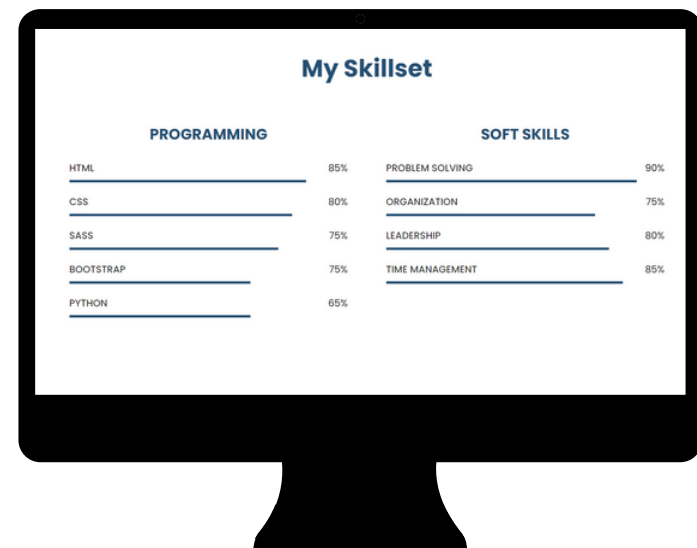 My Skillset
PROGRAMMING
HTML 85%
CSS 80%
SASS 75%
BOOTSTRAP 75%
PYTHON 65%
SOFT SKILLS
PROBLEM SOLVING 90%
ORGANIZATION 75%
LEADERSHIP 80%
TIME MANAGEMENT 85%